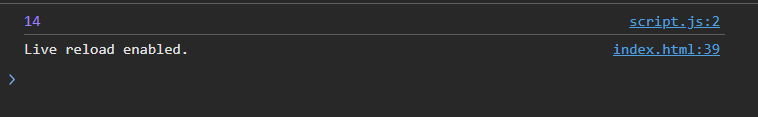 14 script.js:2
Live reload enabled. index.html:39